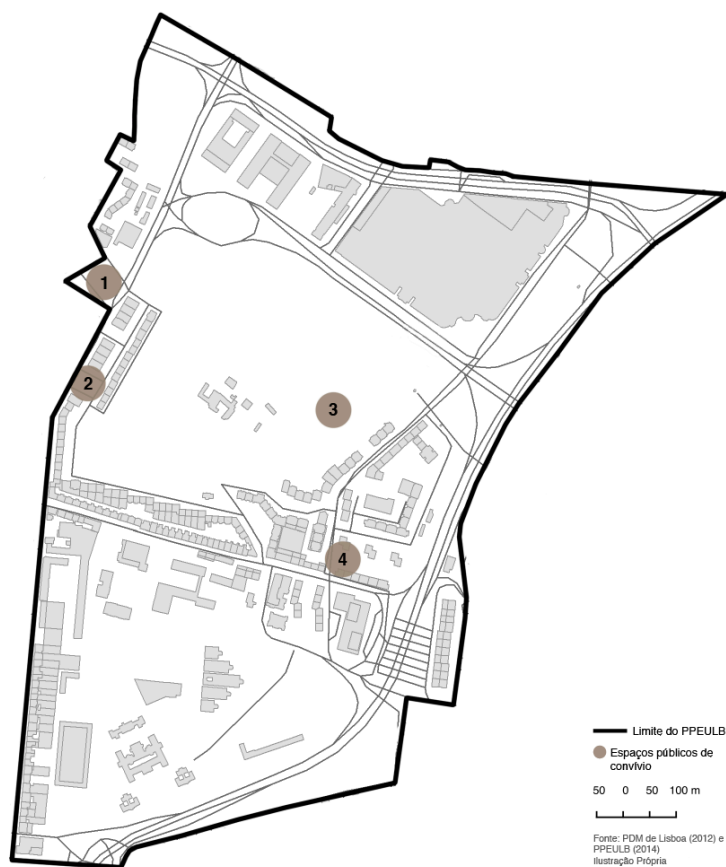 1
2
3
4
Limite do PPEULB
Espaços públicos de
convívio
50 0 50 100 m
Fonte: PDM de Lisboa (2012) e
PPEULB (2014)
Ilustração Própria